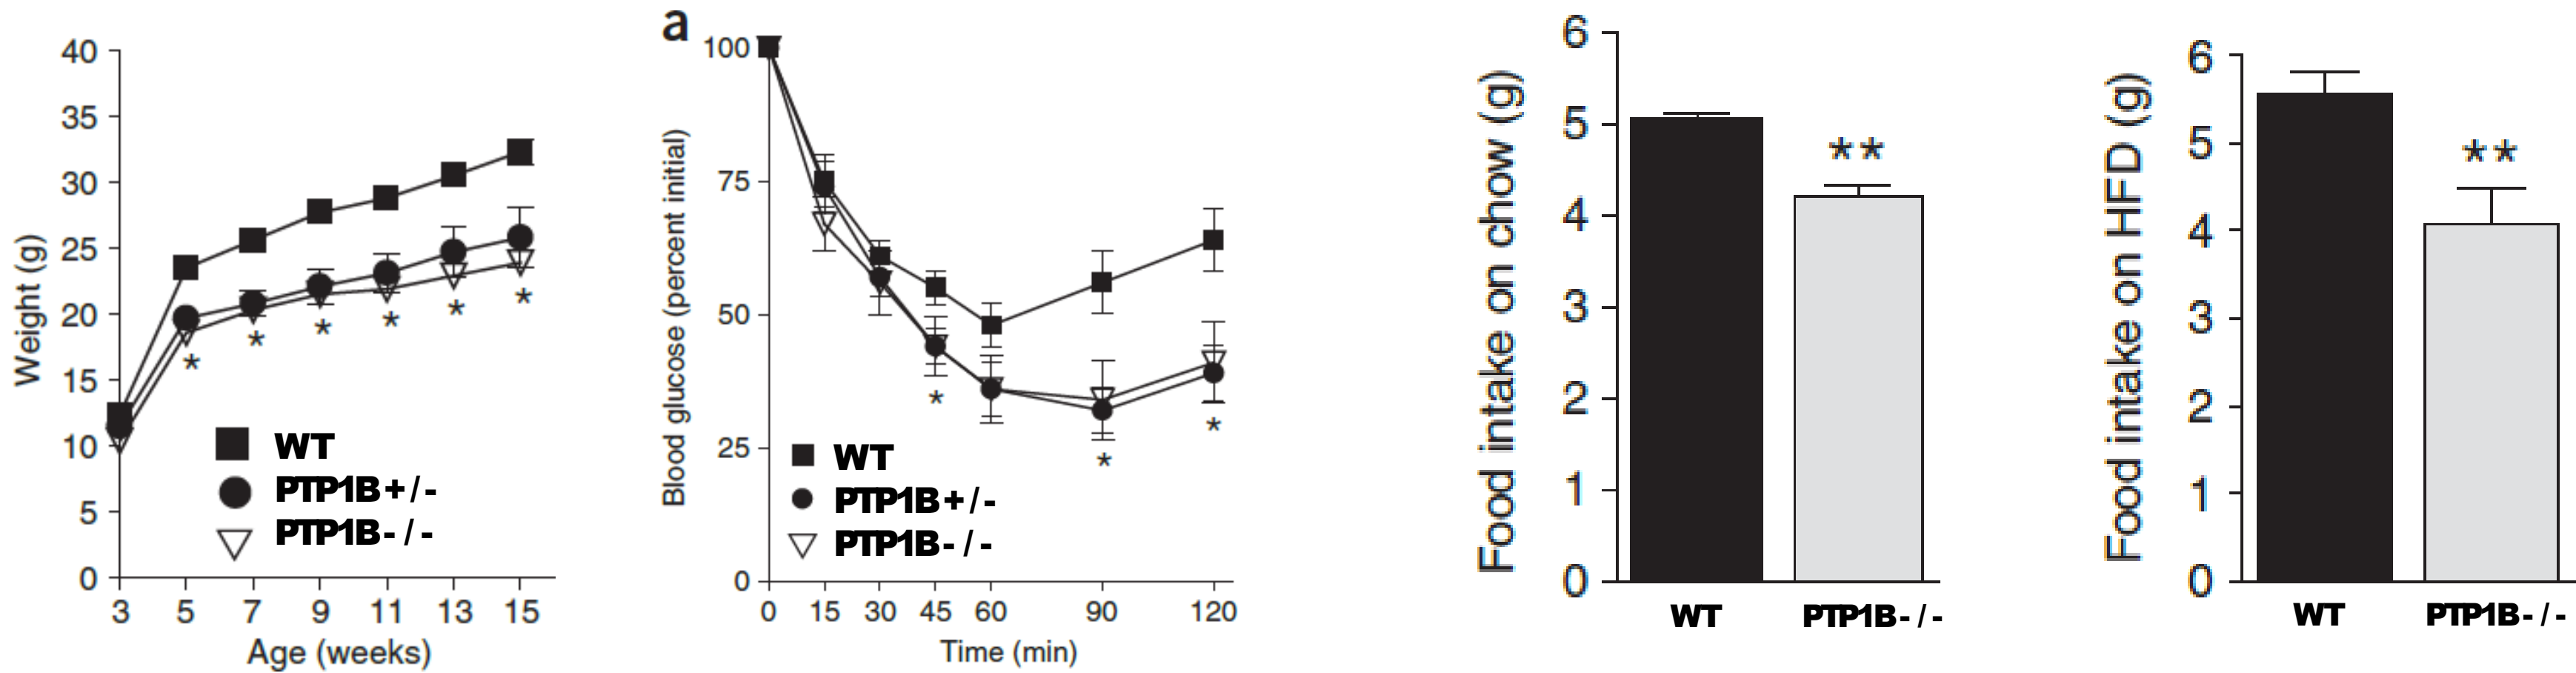 Weight (g)
40
35
30
25
20
15
10
5
0
* * * * * *
WT
PTP1B+/-
PTP1B-/-
3 5 7 9 11 13 15
Age (weeks)
a
Blood glucose (percent initial)
100
75
50
25
0
* * *
WT
PTP1B+/-
PTP1B-/-
0 15 30 45 60 90 120
Time (min)
Food intake on chow (g)
6
5
4
3
2
1
0
**
WT PTP1B-/-
Food intake on HFD (g)
6
5
4
3
2
1
0
**
WT PTP1B-/-